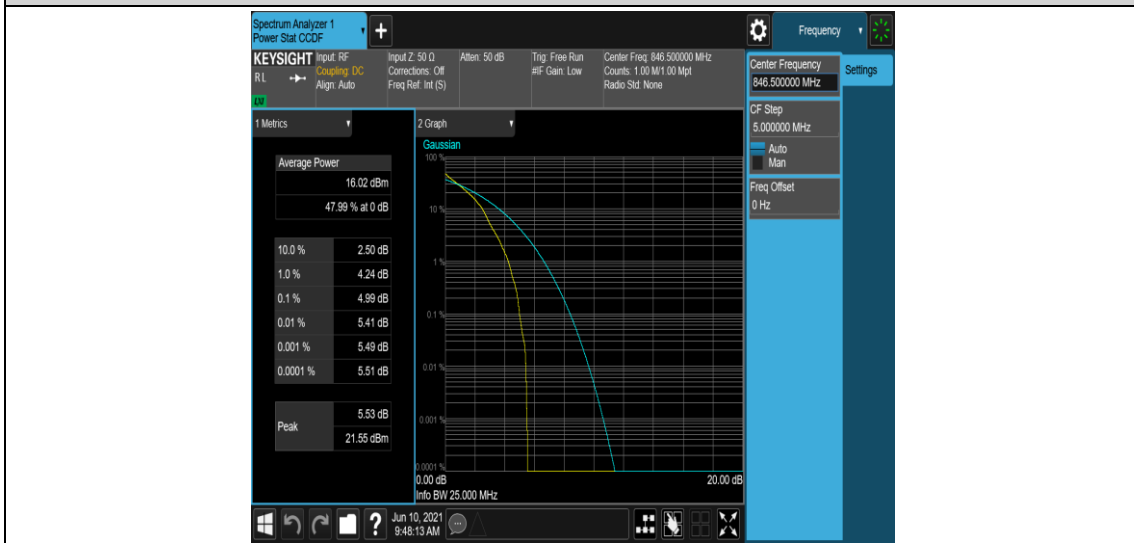 Spectrum Analyzer 1
Power Stat CCDF
+
Frequency
KEYSIGHT
RL
LXI
Input: RF
Coupling: DC
Align: Auto
Input Z: 50 Ω
Corrections: Off
Freq Ref: Int (S)
Atten: 50 dB
Trig: Free Run
#IF Gain: Low
Center Freq: 846.500000 MHz
Counts: 1.00 M/1.00 Mpt
Radio Std: None
Center Frequency
846.500000 MHz
Settings
CF Step
5.000000 MHz
Auto
Man
Freq Offset
0 Hz
1 Metrics
Average Power
16.02 dBm
47.99 % at 0 dB
10.0 % 2.50 dB
1.0 % 4.24 dB
0.1 % 4.99 dB
0.01 % 5.41 dB
0.001 % 5.49 dB
0.0001 % 5.51 dB
Peak
5.53 dB
21.55 dBm
2 Graph
Gaussian
100 %
10 %
1 %
0.1 %
0.01 %
0.001 %
0.0001 %
0.00 dB 20.00 dB
Info BW 25.000 MHz
?
Jun 10, 2021
9:48:13 AM